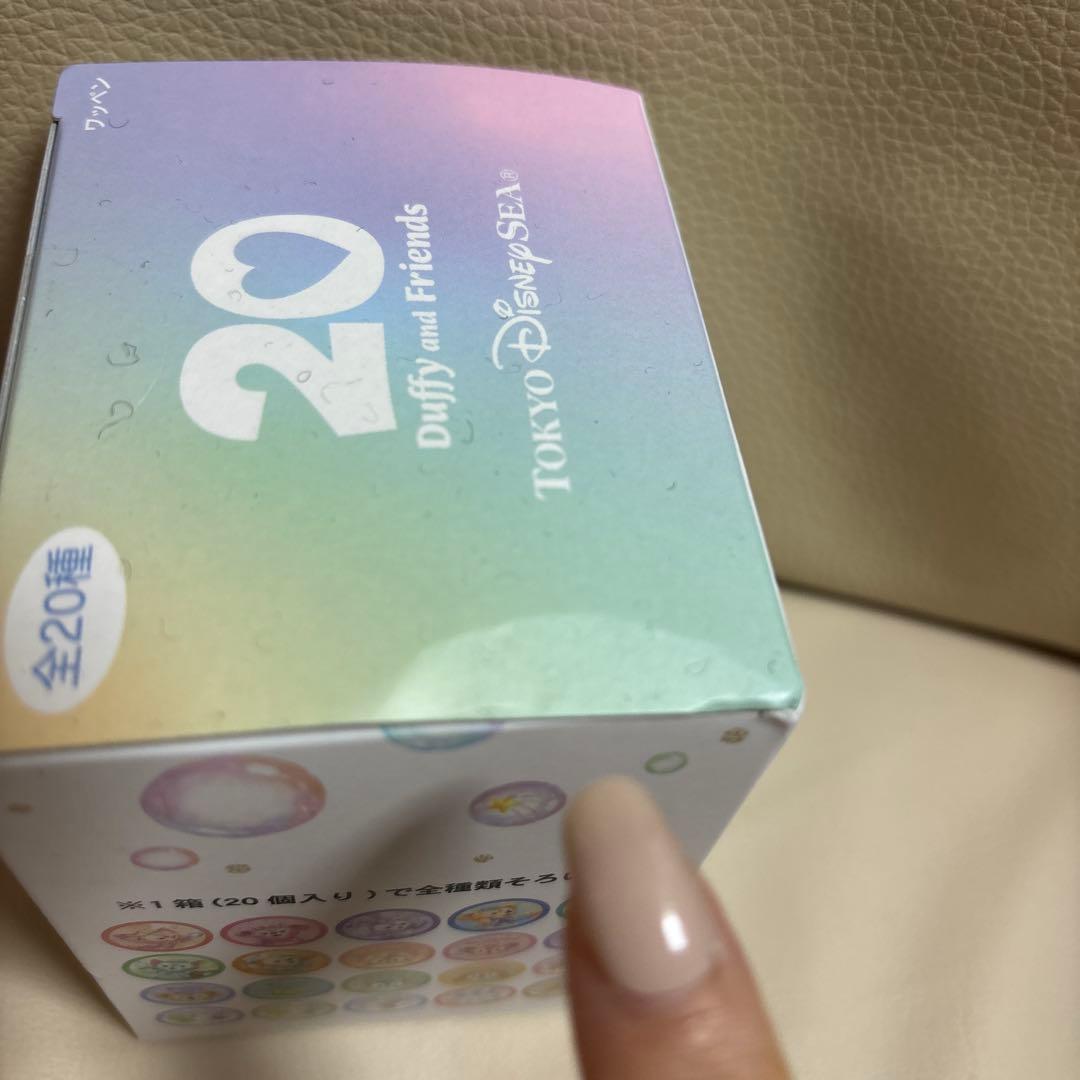 ワッペン
20
Duffy and Friends
TOKYO DISNEYSEA®
全20種
※1箱(20個入り)で全種類そろ